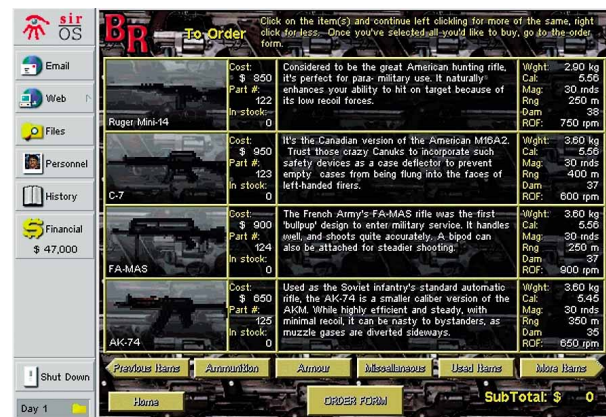 sir
OS
Email
Web
Files
Personnel
History
Financial
$ 47,000
Shut Down
Day 1
BR
To Order
Click on the item(s) and continue left clickling for more of the same, right
click for less. Once you've selected all you'd like to buy, go to the order
form.
Ruger Mini-14
Cost:
$ 850
Part #:
122
In stock:
0
Considered to be the great American hunting rifle,
it's perfect for para- military use. It naturally
enhances your ability to hit on target because of
its low recoil forces.
Wght: 2.90 kg
Cal: 5.56
Mag: 30 rnds
Rng 250 m
Dam 38
ROF: 750 rpm
C-7
Cost:
$ 950
Part #:
123
In stock:
0
It's the Canadian version of the American M16A2.
Trust those crazy Canuks to incorporate such
safety devices as a case deflector to prevent
empty cases from being flung into the faces of
left-handed firers.
Wght: 3.60 kg
Cal: 5.56
Mag: 30 rnds
Rng 400 m
Dam 37
ROF: 600 rpm
FA-MAS
Cost:
$ 900
Part #:
124
In stock:
0
The French Army's FA-MAS rifle was the first
'bullpup' design to enter military service. It handles
well, and shoots quite accurately. A bipod can
also be attached for steadier shooting.
Wght: 3.60 kg
Cal: 5.56
Mag: 30 rnds
Rng 250 m
Dam 37
ROF: 900 rpm
AK-74
Cost:
$ 650
Part #:
125
In stock:
0
Used as the Soviet infantry's standard automatic
rifle, the AK-74 is a smaller caliber version of the
AKM. While highly efficient and steady, with
minimal recoil, it can be nasty to bystanders, as
muzzle gases are diverted sideways.
Wght: 3.60 kg
Cal: 5.45
Mag: 30 rnds
Rng 350 m
Dam 35
ROF: 650 rpm
Previous Items
Ammunition
Armour
Miscellaneous
Used Items
More Items
Home
ORDER FORM
SubTotal: $ 0